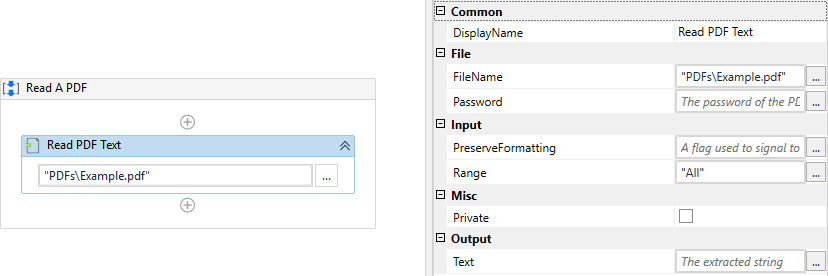 Read A PDF
Read PDF Text
"PDFs\Example.pdf"
...
Common
DisplayName Read PDF Text
File
FileName "PDFs\Example.pdf" ...
Password The password of the PD ...
Input
PreserveFormatting A flag used to signal to ...
Range "All" ...
Misc
Private
Output
Text The extracted string ...